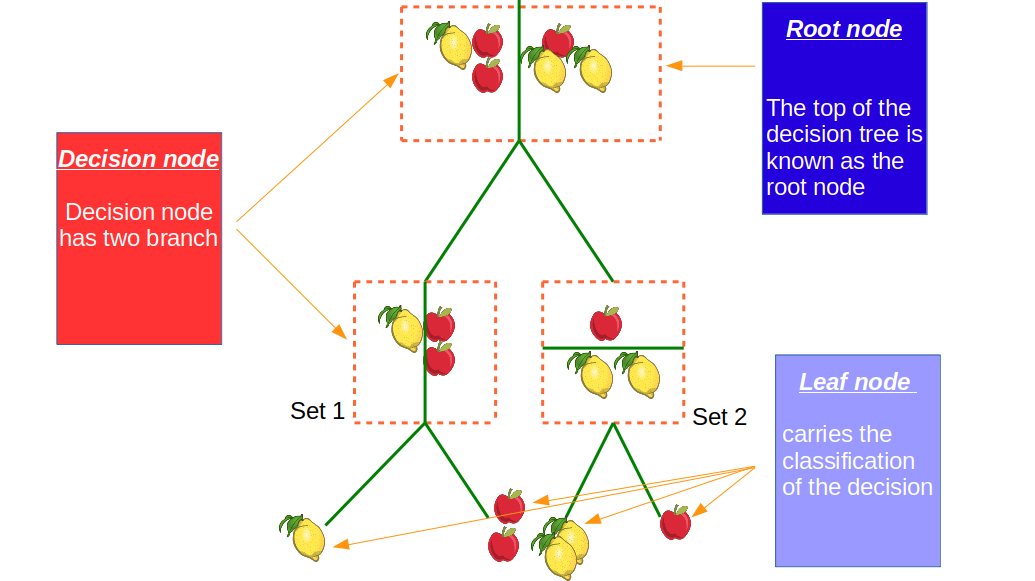 Root node
The top of the
decision tree is
known as the
root node
Decision node
Decision node
has two branch
Set 1
Set 2
Leaf node
carries the
classification
of the decision